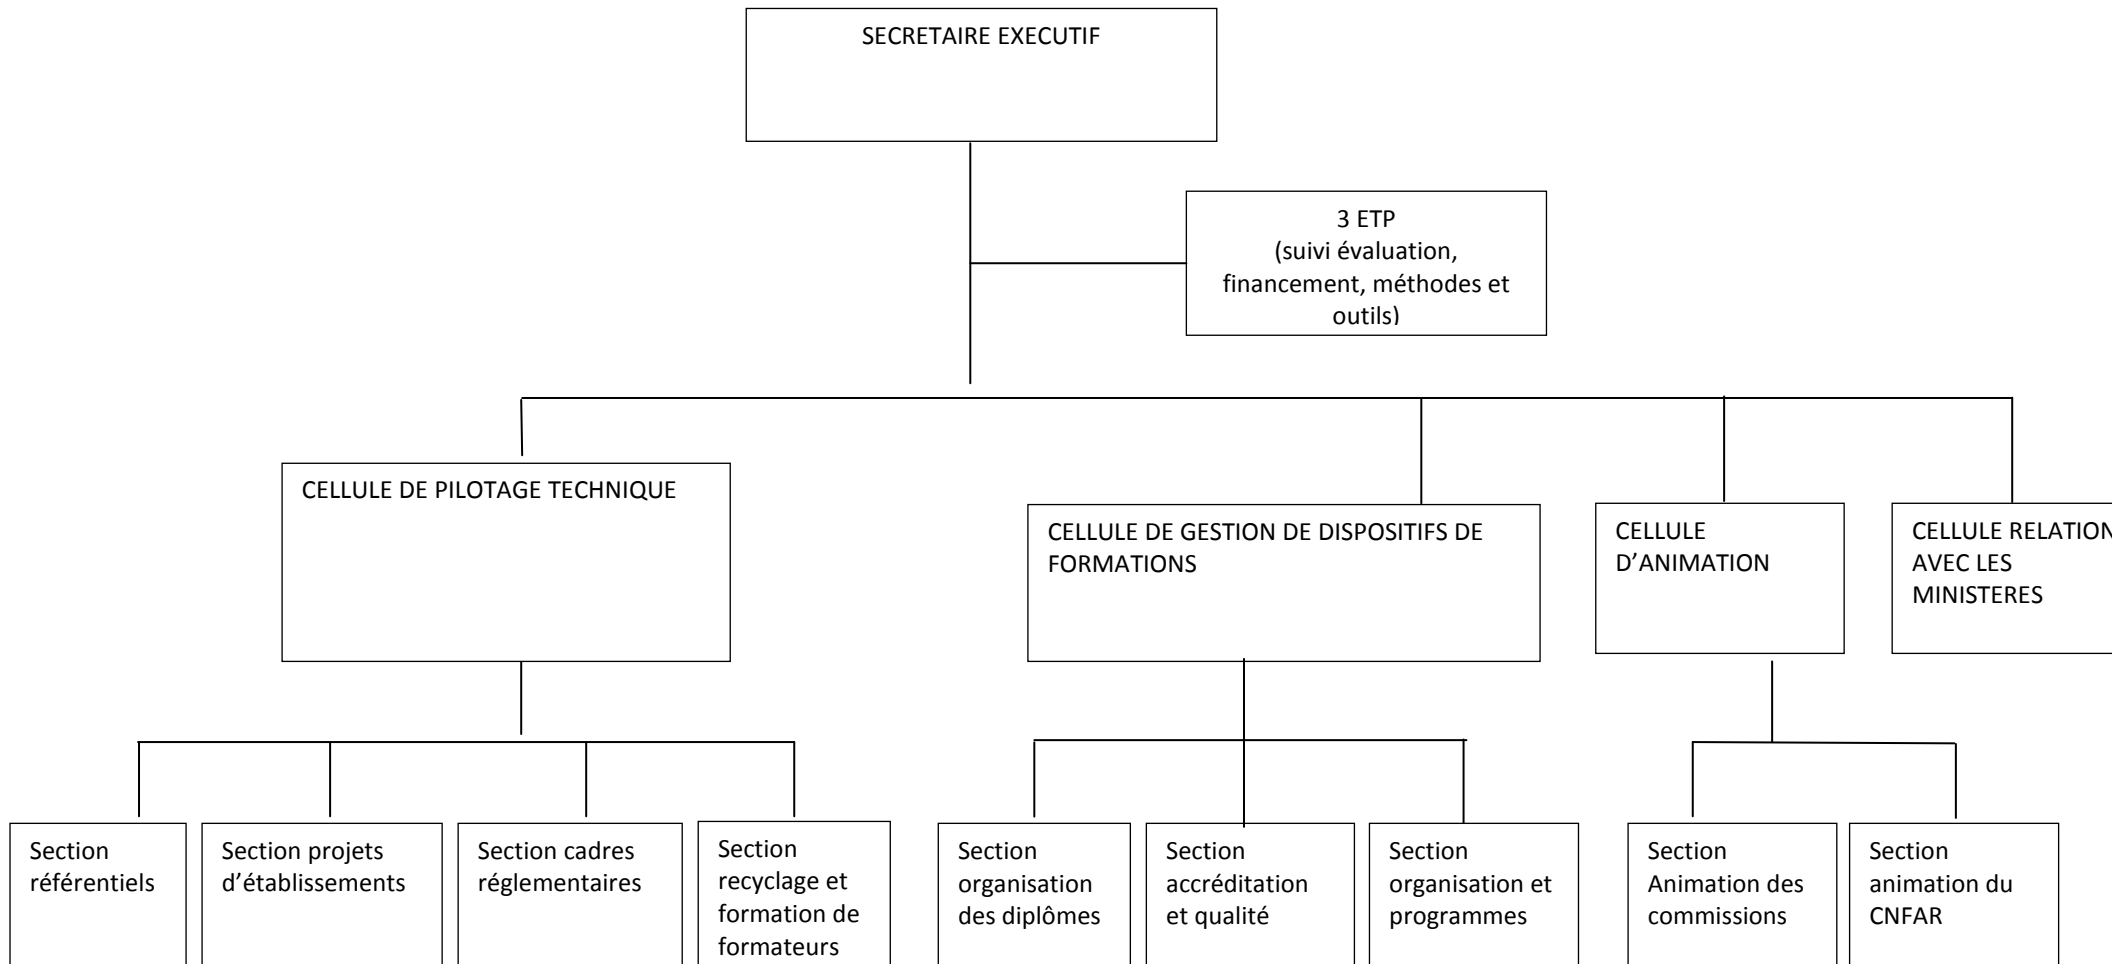 SECRETAIRE EXECUTIF
3 ETP
(suivi évaluation,
financement, méthodes et
outils)
CELLULE DE PILOTAGE TECHNIQUE
CELLULE DE GESTION DE DISPOSITIFS DE
FORMATIONS
CELLULE
D’ANIMATION
CELLULE RELATION
AVEC LES
MINISTERES
Section
référentiels
Section projets
d’établissements
Section cadres
réglementaires
Section
recyclage et
formation de
formateurs
Section
organisation
des diplômes
Section
accréditation
et qualité
Section
organisation et
programmes
Section
Animation des
commissions
Section
animation du
CNFAR